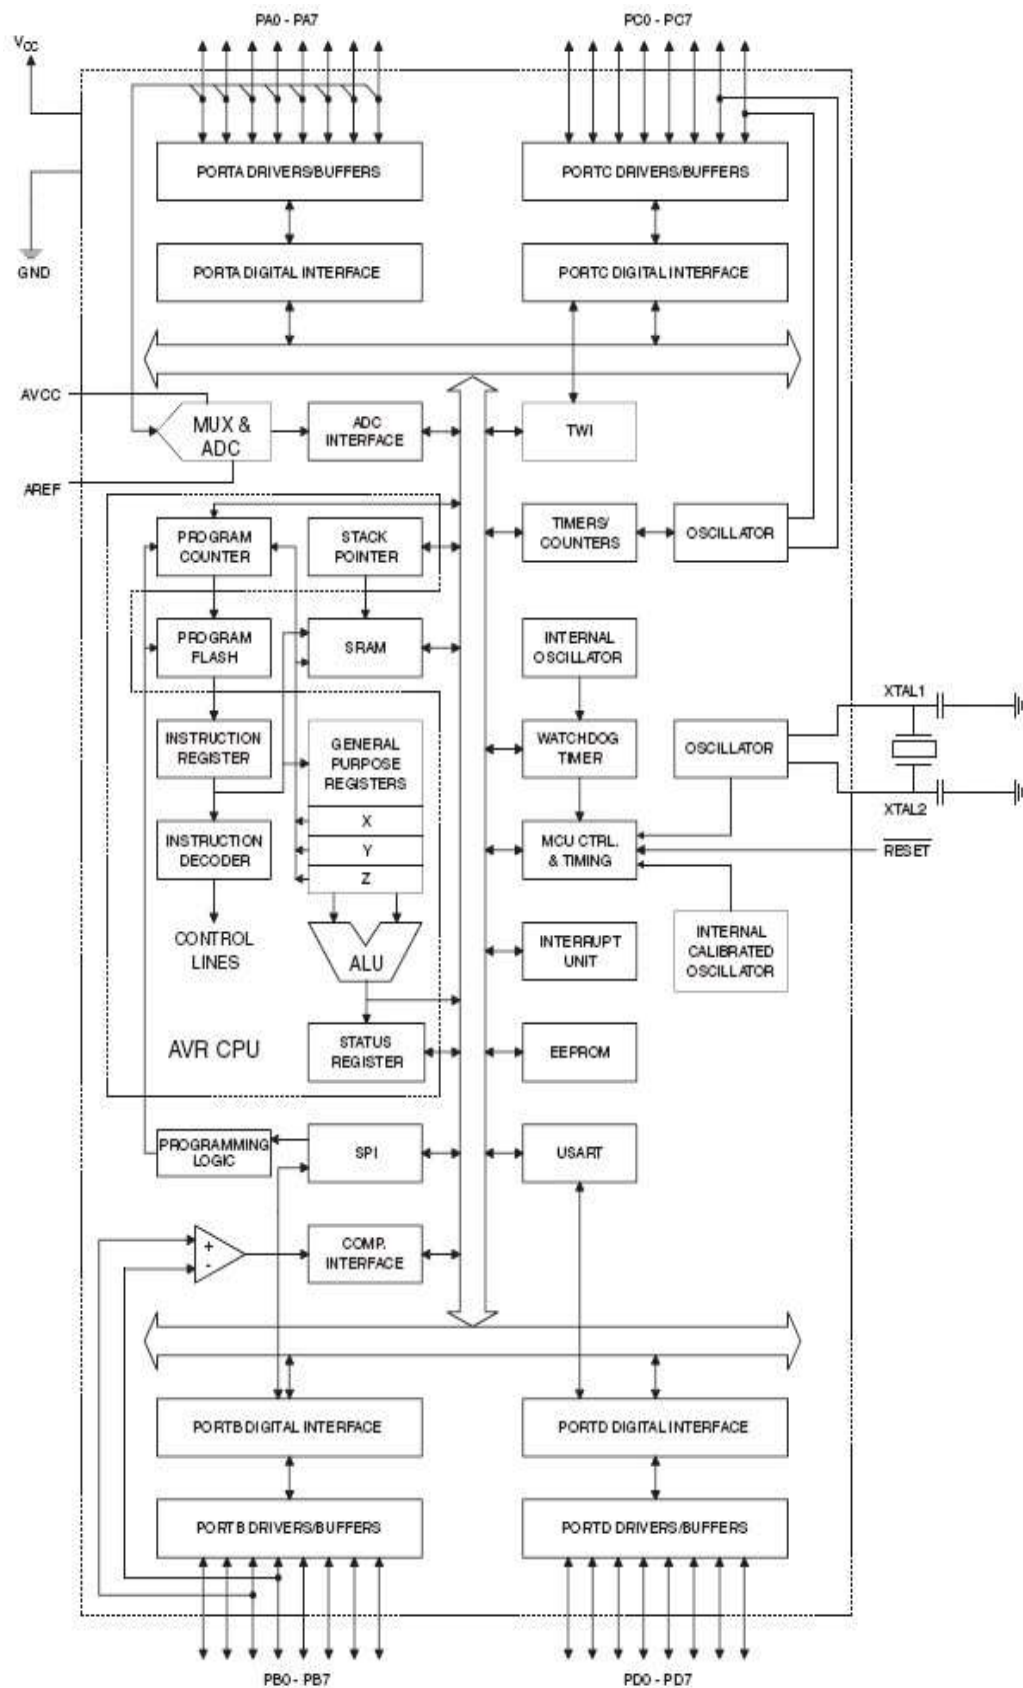 PA0 - PA7
PC0 - PC7
VCC
PORTA DRIVERS/BUFFERS
PORTC DRIVERS/BUFFERS
PORTA DIGITAL INTERFACE
PORTC DIGITAL INTERFACE
GND
AVCC
MUX &
ADC
ADC
INTERFACE
TWI
AREF
PROGRAM
COUNTER
STACK
POINTER
TIMERS/
COUNTERS
OSCILLATOR
PROGRAM
FLASH
SRAM
INTERNAL
OSCILLATOR
XTAL1
INSTRUCTION
REGISTER
GENERAL
PURPOSE
REGISTERS
WATCHDOG
TIMER
OSCILLATOR
XTAL2
X
INSTRUCTION
DECODER
Y
MCU CTRL.
& TIMING
RESET
Z
CONTROL
LINES
ALU
INTERRUPT
UNIT
INTERNAL
CALIBRATED
OSCILLATOR
AVR CPU
STATUS
REGISTER
EEPROM
PROGRAMMING
LOGIC
SPI
USART
+
-
COMP.
INTERFACE
PORTB DIGITAL INTERFACE
PORTD DIGITAL INTERFACE
PORTB DRIVERS/BUFFERS
PORTD DRIVERS/BUFFERS
PB0 - PB7
PD0 - PD7